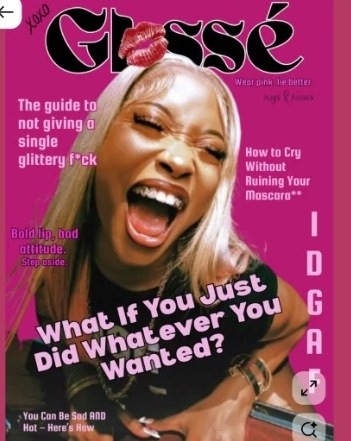 XOXO
Glossé
Wear pink. lie better.
The guide to
not giving a
single
glittery f*ck
How to Cry
Without
Ruining Your
Mascara**
Bold lip, bad
attitude.
Step aside.
I
D
G
A
F
What If You Just
Did Whatever You
Wanted?
You Can Be Sad AND
Hot – Here's How